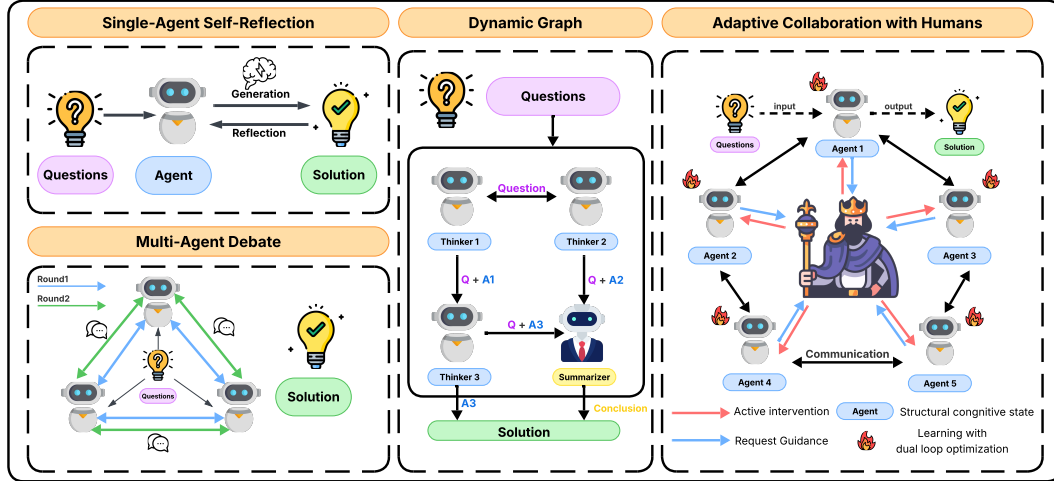 Single-Agent Self-Reflection
Generation
Reflection
Questions
Agent
Solution
Multi-Agent Debate
Round1
Round2
Questions
Solution
Dynamic Graph
Questions
Question
Thinker 1
Thinker 2
Q + A1
Q + A2
Q + A3
Thinker 3
Summarizer
A3
Conclusion
Solution
Adaptive Collaboration with Humans
input
output
Questions
Agent 1
Solution
Agent 2
Agent 3
Communication
Agent 4
Agent 5
Active intervention
Agent
Structural congnitive state
Request Guidance
Learning with
dual loop optimization